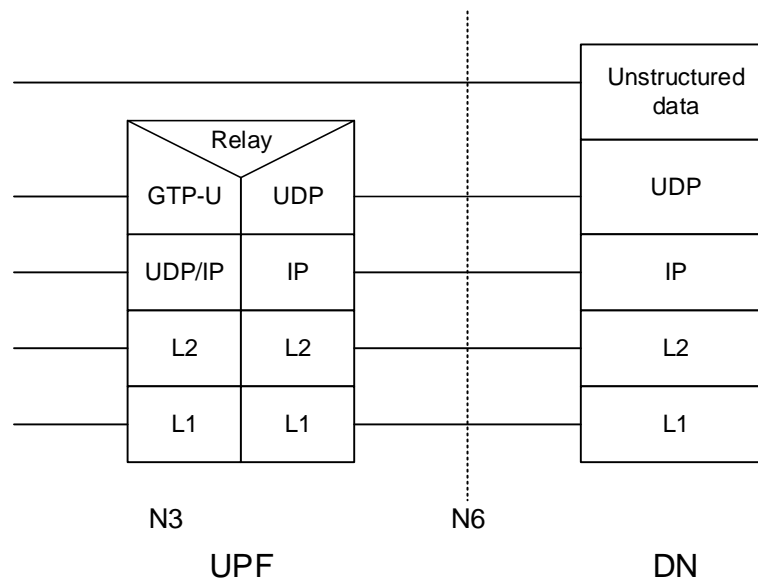 Unstructured
data
Relay
GTP-U UDP UDP
UDP/IP IP IP
L2 L2 L2
L1 L1 L1
N3 N6
UPF DN